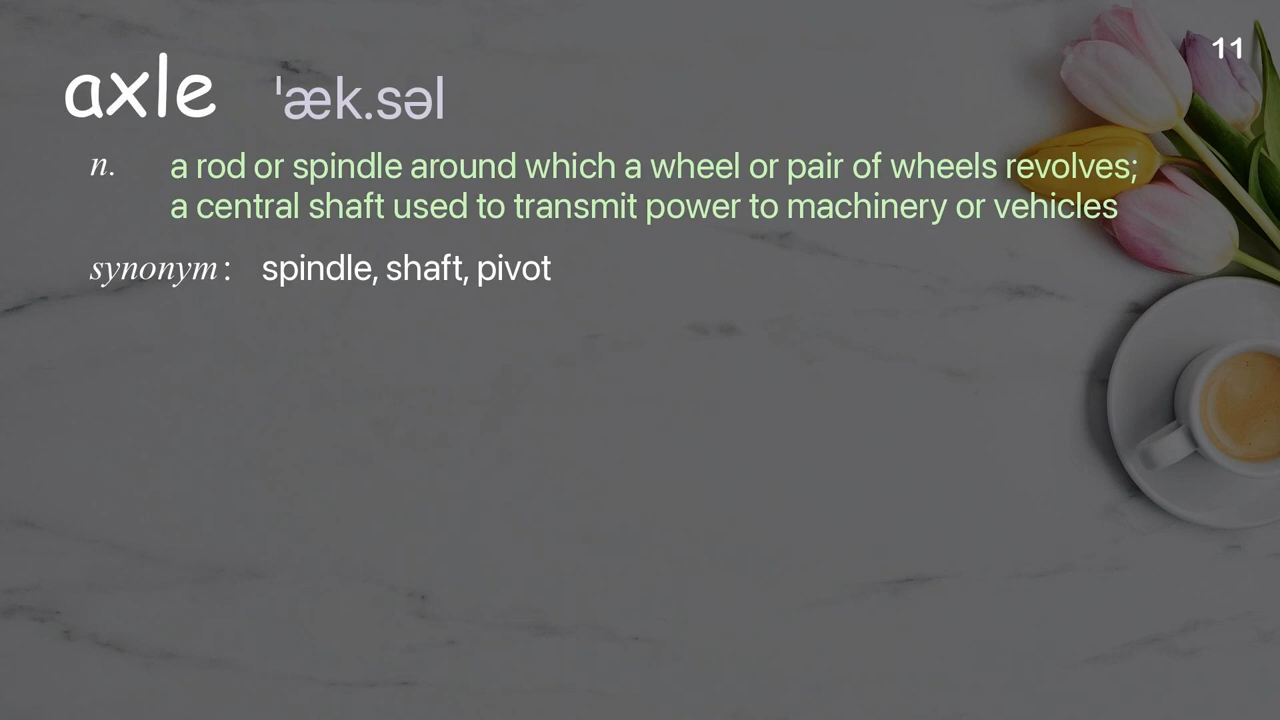 11
axle ˈæk.səl
n. a rod or spindle around which a wheel or pair of wheels revolves;
a central shaft used to transmit power to machinery or vehicles
synonym: spindle, shaft, pivot